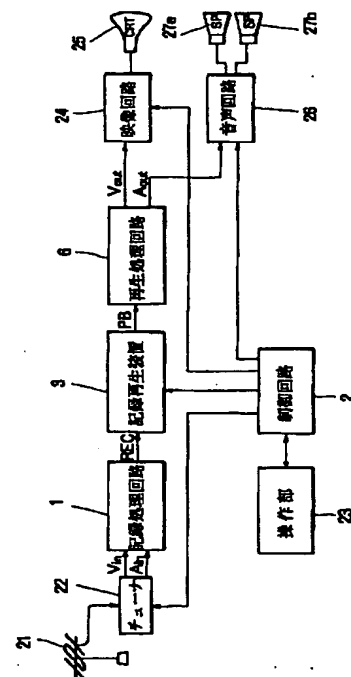 21
22
チューナ
Vin
Ain
1
記録処理回路
REC
3
記録再生装置
PB
6
再生処理回路
Vout
Aout
24
映像回路
25
CRT
26
音声回路
27a
SP
27b
SP
23
操作部
2
制御回路